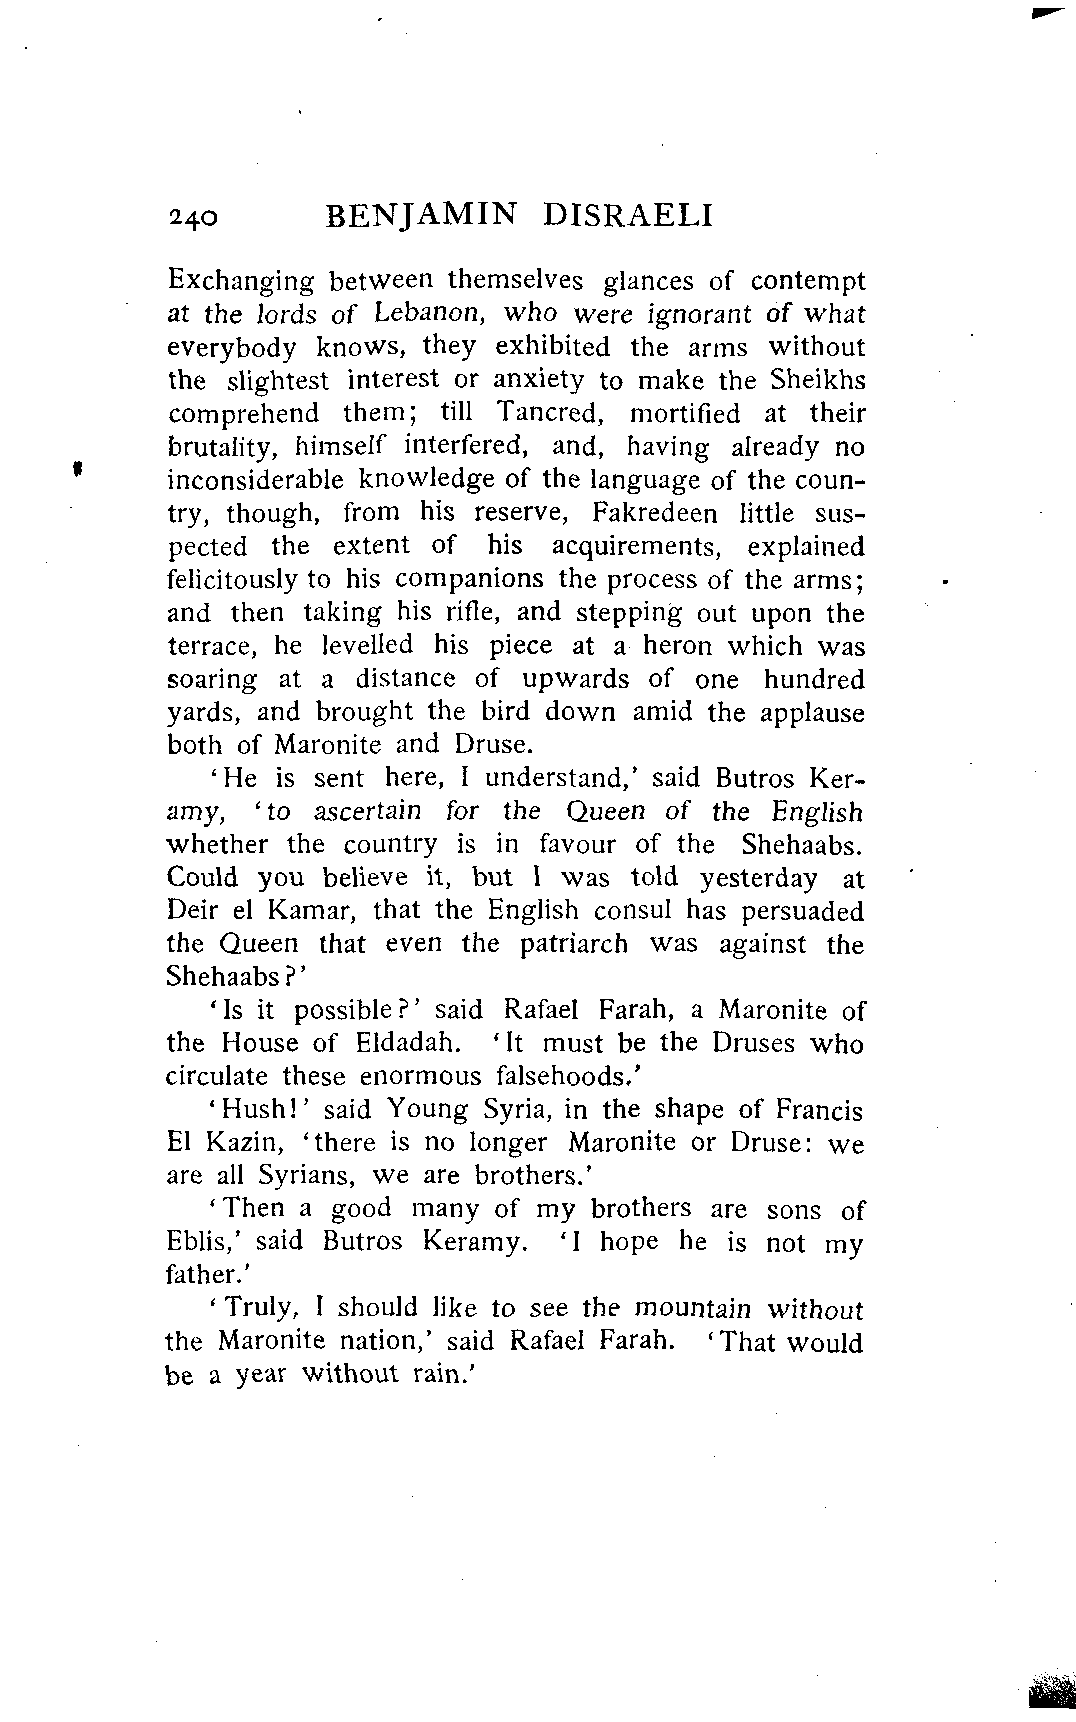 240 BENJAMIN DISRAELI
Exchanging between themselves glances of contempt
at the lords of Lebanon, who were ignorant of what
everybody knows, they exhibited the arms without
the slightest interest or anxiety to make the Sheikhs
comprehend them; till Tancred, mortified at their
brutality, himself interfered, and, having already no
inconsiderable knowledge of the language of the coun-
try, though, from his reserve, Fakredeen little sus-
pected the extent of his acquirements, explained
felicitously to his companions the process of the arms;
and then taking his rifle, and stepping out upon the
terrace, he levelled his piece at a heron which was
soaring at a distance of upwards of one hundred
yards, and brought the bird down amid the applause
both of Maronite and Druse.
‘He is sent here, I understand,’ said Butros Ker-
amy, ‘to ascertain for the Queen of the English
whether the country is in favour of the Shehaabs.
Could you believe it, but I was told yesterday at
Deir el Kamar, that the English consul has persuaded
the Queen that even the patriarch was against the
Shehaabs?’
‘Is it possible?’ said Rafael Farah, a Maronite of
the House of Eldadah. ‘It must be the Druses who
circulate these enormous falsehoods.’
‘Hush!’ said Young Syria, in the shape of Francis
El Kazin, ‘there is no longer Maronite or Druse: we
are all Syrians, we are brothers.’
‘Then a good many of my brothers are sons of
Eblis,’ said Butros Keramy. ‘I hope he is not my
father.’
‘Truly, I should like to see the mountain without
the Maronite nation,’ said Rafael Farah. ‘That would
be a year without rain.’